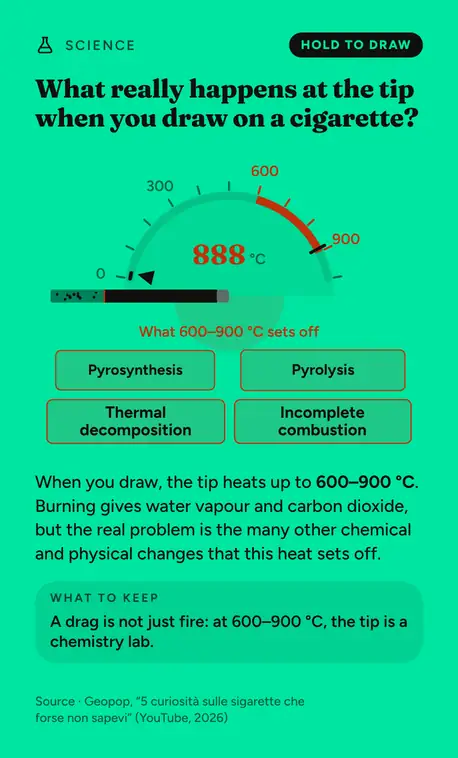 SCIENCE
HOLD TO DRAW
What really happens at the tip
when you draw on a cigarette?
600
300
900
888 °C
0
What 600–900 °C sets off
Pyrosynthesis
Pyrolysis
Thermal
decomposition
Incomplete
combustion
When you draw, the tip heats up to 600–900 °C.
Burning gives water vapour and carbon dioxide,
but the real problem is the many other chemical
and physical changes that this heat sets off.
WHAT TO KEEP
A drag is not just fire: at 600–900 °C, the tip is a
chemistry lab.
Source · Geopop, “5 curiosità sulle sigarette che
forse non sapevi” (YouTube, 2026)